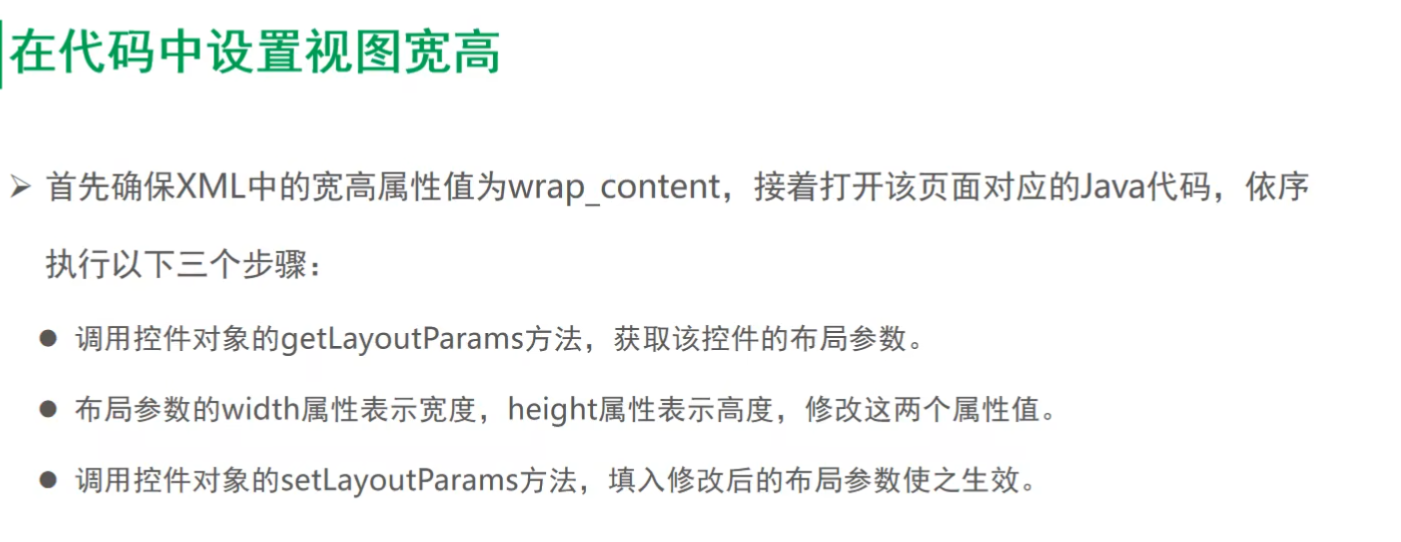 在代码中设置视图宽高
➢ 首先确保XML中的宽高属性值为wrap_content，接着打开该页面对应的Java代码，依序
执行以下三个步骤：
● 调用控件对象的getLayoutParams方法，获取该控件的布局参数。
● 布局参数的width属性表示宽度，height属性表示高度，修改这两个属性值。
● 调用控件对象的setLayoutParams方法，填入修改后的布局参数使之生效。